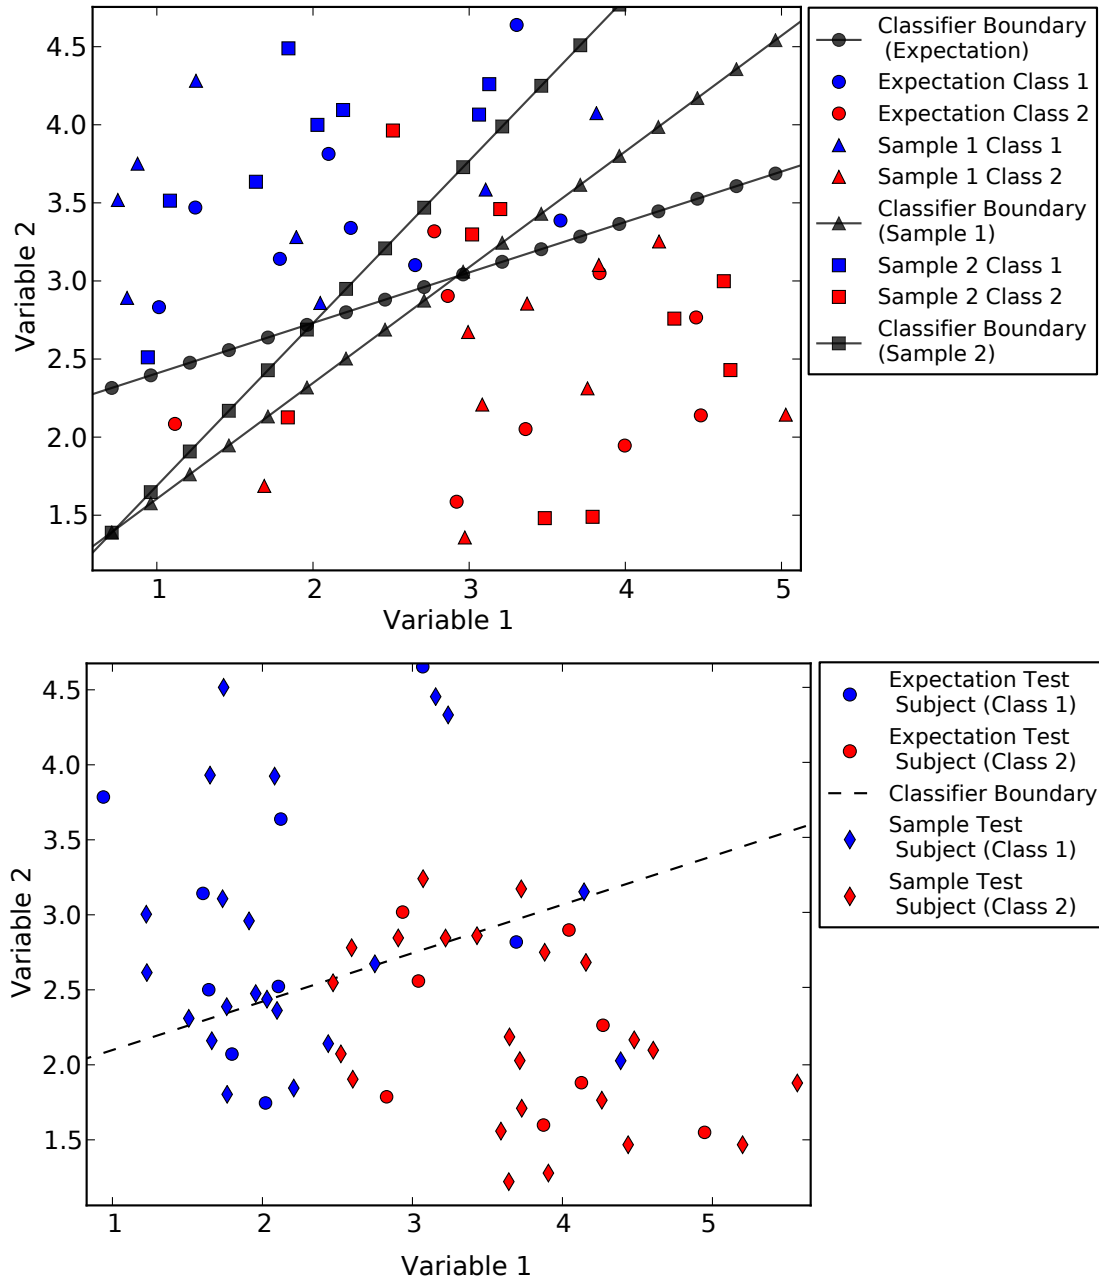 4.5
4.0
3.5
3.0
2.5
2.0
1.5
Variable 2
1 2 3 4 5
Variable 1
Classifier Boundary
(Expectation)
Expectation Class 1
Expectation Class 2
Sample 1 Class 1
Sample 1 Class 2
Classifier Boundary
(Sample 1)
Sample 2 Class 1
Sample 2 Class 2
Classifier Boundary
(Sample 2)
4.5
4.0
3.5
3.0
2.5
2.0
1.5
Variable 2
1 2 3 4 5
Variable 1
Expectation Test
Subject (Class 1)
Expectation Test
Subject (Class 2)
Classifier Boundary
Sample Test
Subject (Class 1)
Sample Test
Subject (Class 2)